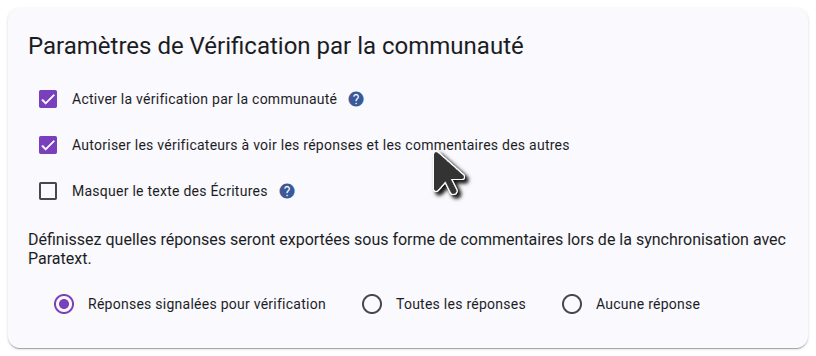 Paramètres de Vérification par la communauté
Activer la vérification par la communauté ?
Autoriser les vérificateurs à voir les réponses et les commentaires des autres
Masquer le texte des Écritures ?
Définissez quelles réponses seront exportées sous forme de commentaires lors de la synchronisation avec
Paratext.
Réponses signalées pour vérification Toutes les réponses Aucune réponse